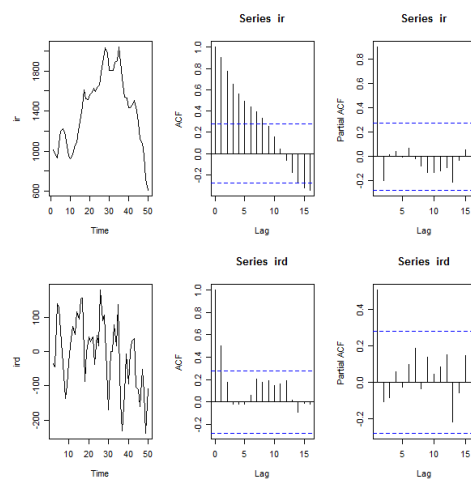 Series ir
Series ir
ir
600
1000
1400
1800
0 10 20 30 40 50
Time
ACF
-0.2
0.0
0.2
0.4
0.6
0.8
1.0
0 5 10 15
Lag
Partial ACF
-0.2
0.0
0.2
0.4
0.6
0.8
5 10 15
Lag
Series ird
Series ird
ird
-200
-100
0
100
10 20 30 40 50
Time
ACF
-0.2
0.0
0.2
0.4
0.6
0.8
1.0
0 5 10 15
Lag
Partial ACF
-0.2
0.0
0.2
0.4
5 10 15
Lag